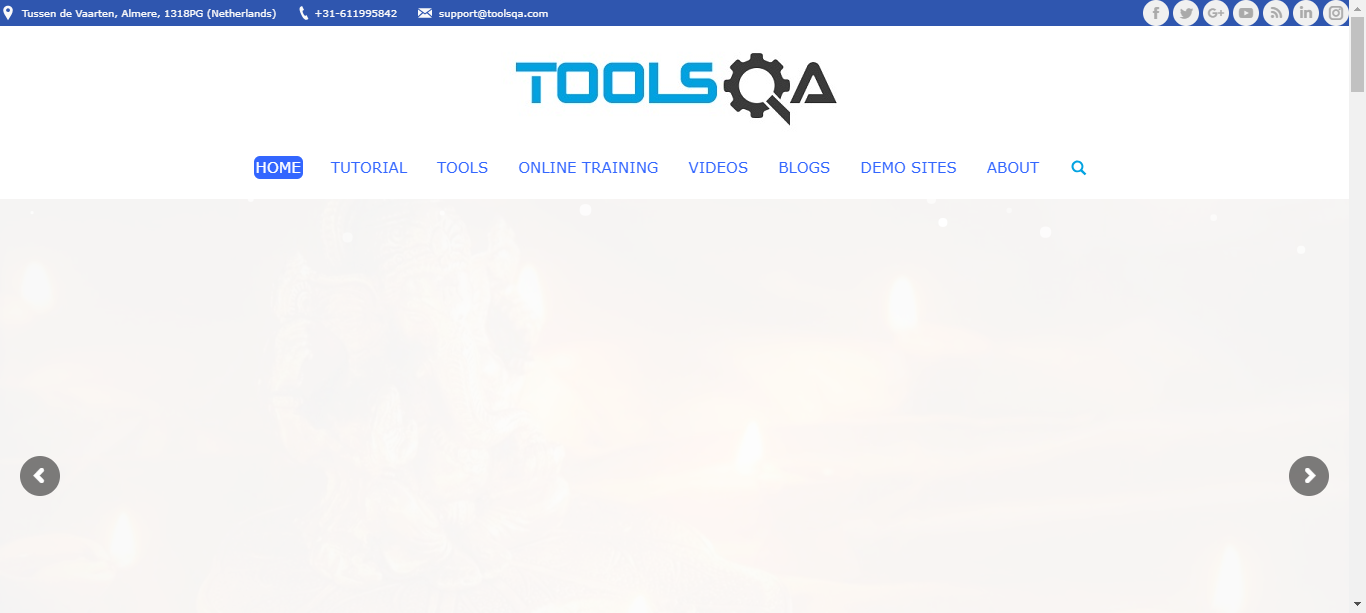 Tussen de Vaarten, Almere, 1318PG (Netherlands) +31-611995842 support@toolsqa.com
TOOLSQA
HOME TUTORIAL TOOLS ONLINE TRAINING VIDEOS BLOGS DEMO SITES ABOUT